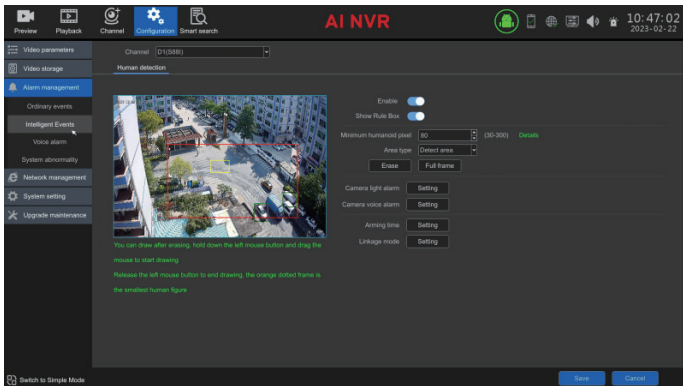 AI NVR
Preview
Playback
Channel
Configuration
Smart search
10:47:02
2023-02-22
Video parameters
Video storage
Alarm management
Ordinary events
Intelligent Events
Voice alarm
System abnormality
Network management
System setting
Upgrade maintenance
Switch to Simple Mode
Channel D1(S88I)
Human detection
You can draw after erasing, hold down the left mouse button and drag the
mouse to start drawing
Release the left mouse button to end drawing, the orange dotted frame is
the smallest human figure
Enable
Show Rule Box
Minimum humanoid pixel 80 (30-300) Details
Area type Detect area
Erase Full frame
Camera light alarm Setting
Camera voice alarm Setting
Arming time Setting
Linkage mode Setting
Save Cancel